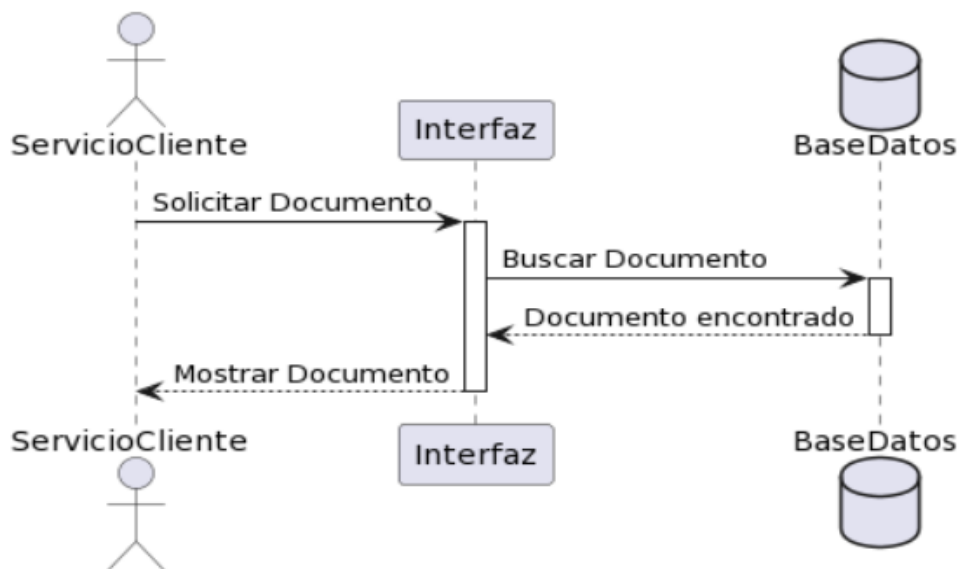 ServicioCliente
Interfaz
BaseDatos
Solicitar Documento
Buscar Documento
Documento encontrado
Mostrar Documento
ServicioCliente
Interfaz
BaseDatos